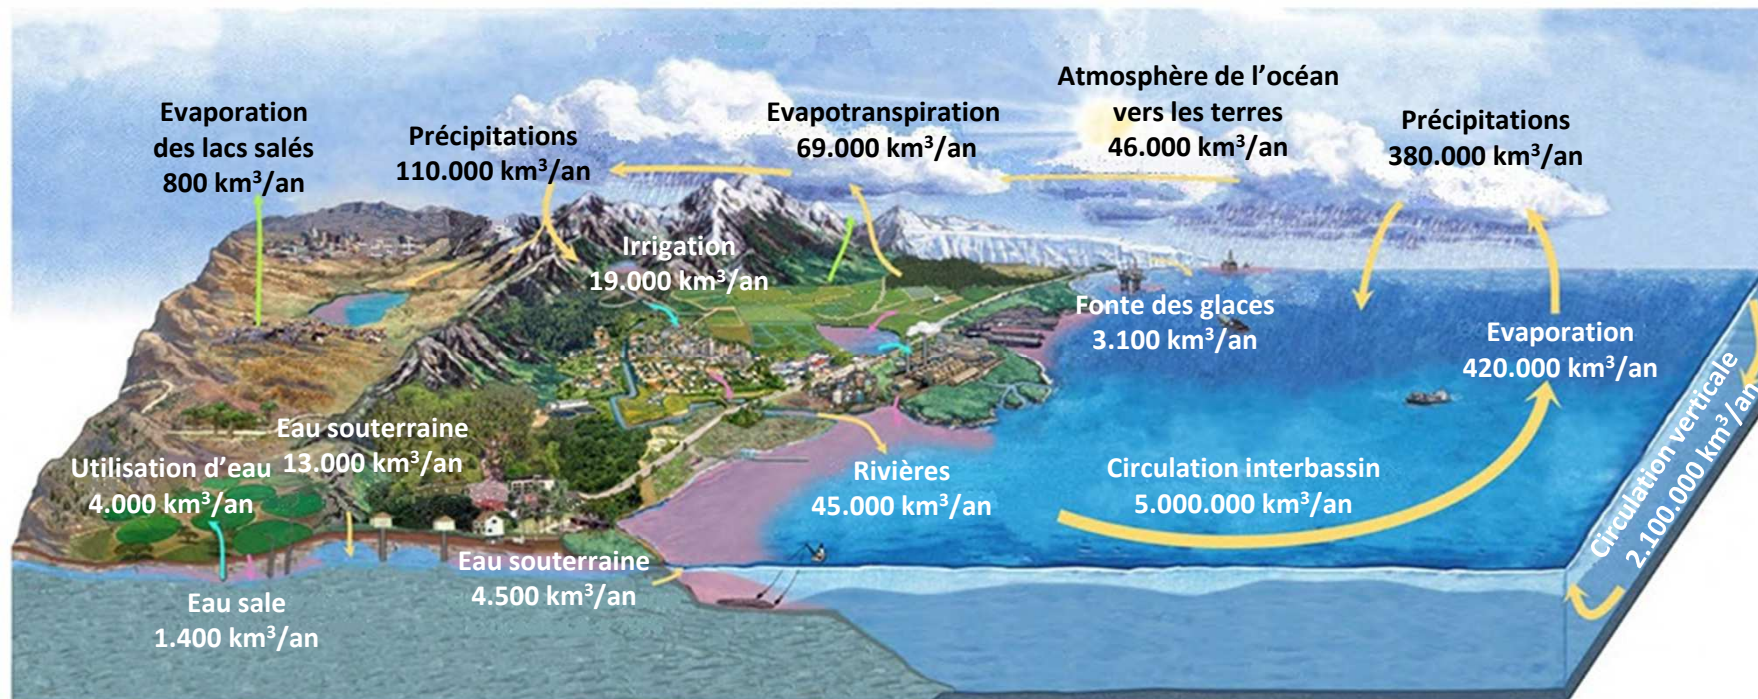 Evaporation
des lacs salés
800 km³/an
Précipitations
110.000 km³/an
Evapotranspiration
69.000 km³/an
Atmosphère de l’océan
vers les terres
46.000 km³/an
Précipitations
380.000 km³/an
Irrigation
19.000 km³/an
Fonte des glaces
3.100 km³/an
Evaporation
420.000 km³/an
Circulation verticale
2.100.000 km³/an
Eau souterraine
13.000 km³/an
Utilisation d’eau
4.000 km³/an
Rivières
45.000 km³/an
Circulation interbassin
5.000.000 km³/an
Eau souterraine
4.500 km³/an
Eau sale
1.400 km³/an